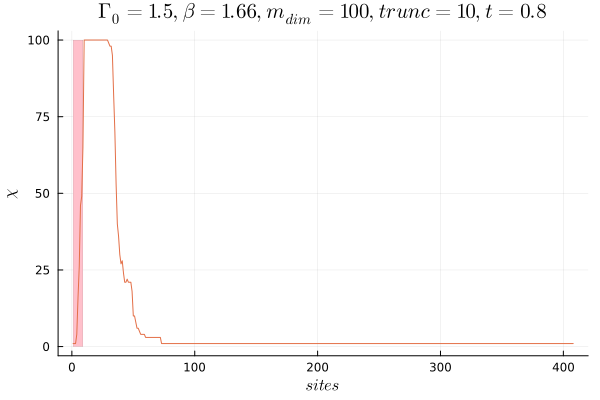 Γ₀ = 1.5, β = 1.66, m_dim = 100, trunc = 10, t = 0.8
100
75
χ
50
25
0
0 100 200 300 400
sites